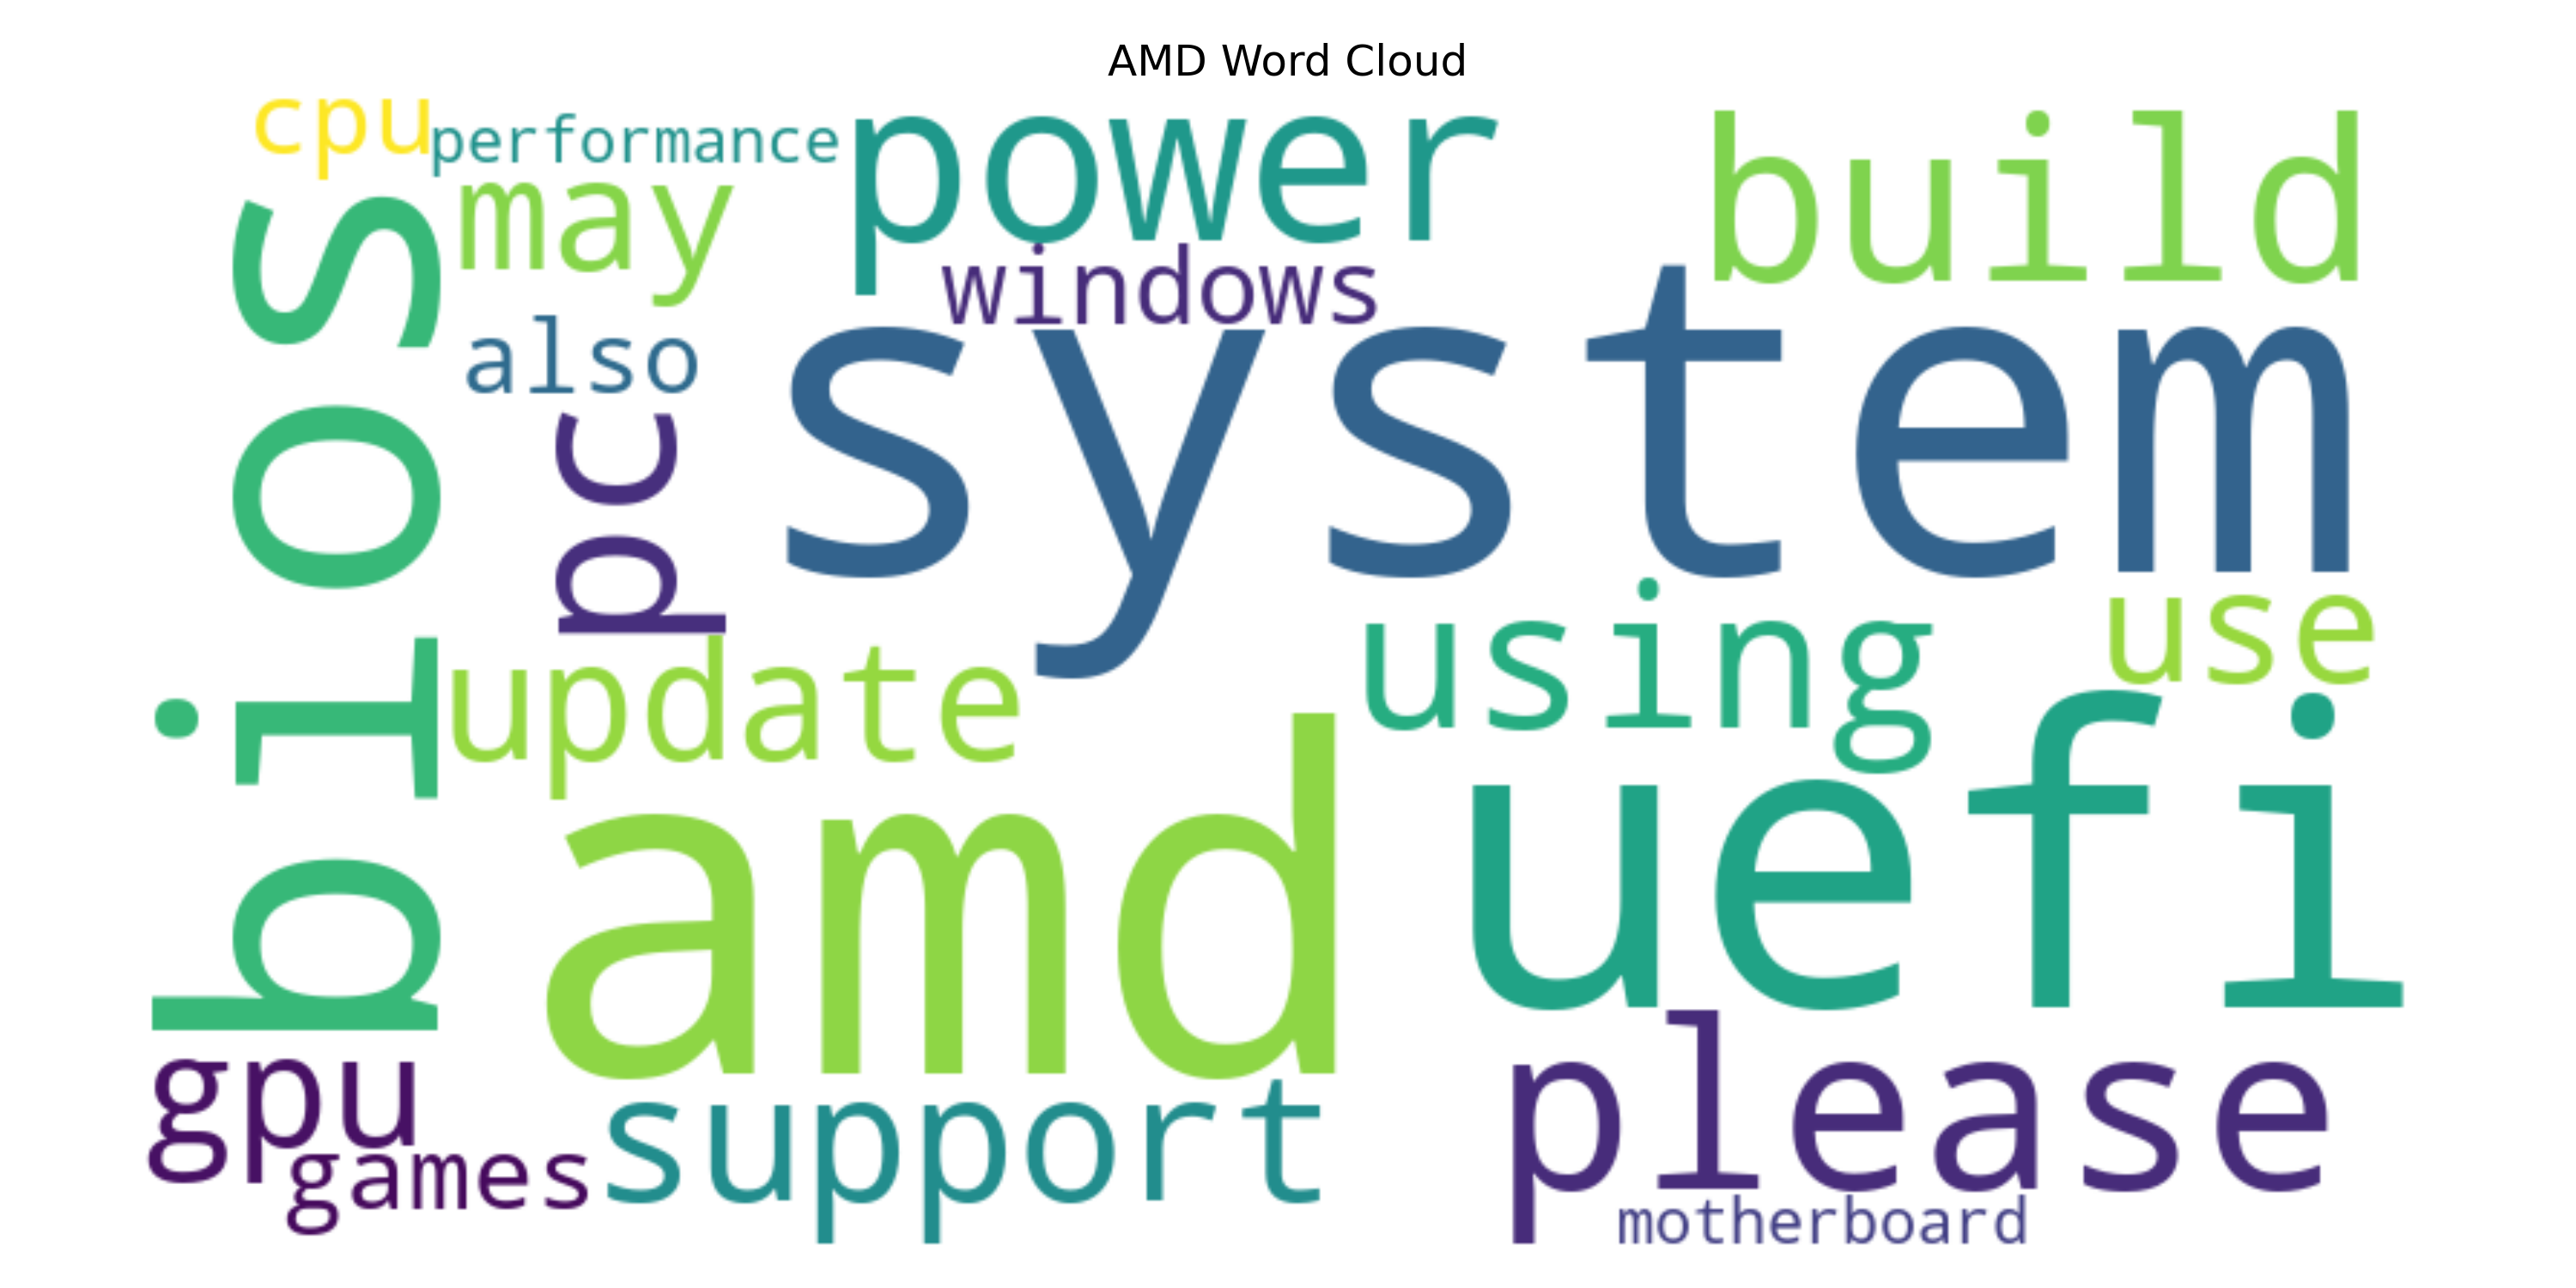 AMD Word Cloud
cpu
performance
power
build
may
windows
bios
also
system
pc
using
use
update
amd
uefi
gpu
support
please
games
motherboard